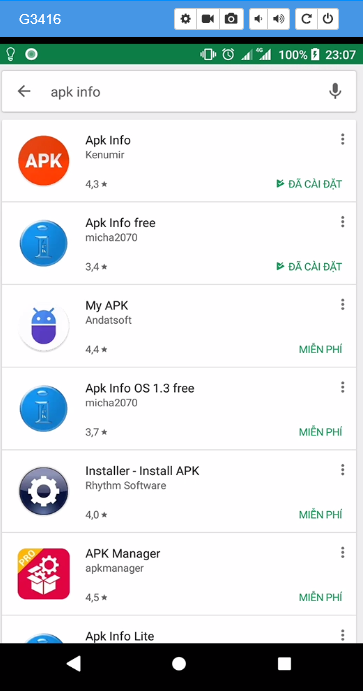 G3416
4G
100%
23:07
apk info
APK
Apk Info
Kenumir
4,3 ★
ĐÃ CÀI ĐẶT
Apk Info free
micha2070
3,4 ★
ĐÃ CÀI ĐẶT
My APK
Andatsoft
4,4 ★
MIỄN PHÍ
Apk Info OS 1.3 free
micha2070
3,7 ★
MIỄN PHÍ
Installer - Install APK
Rhythm Software
4,0 ★
MIỄN PHÍ
PRO
APK Manager
apkmanager
4,5 ★
MIỄN PHÍ
Apk Info Lite